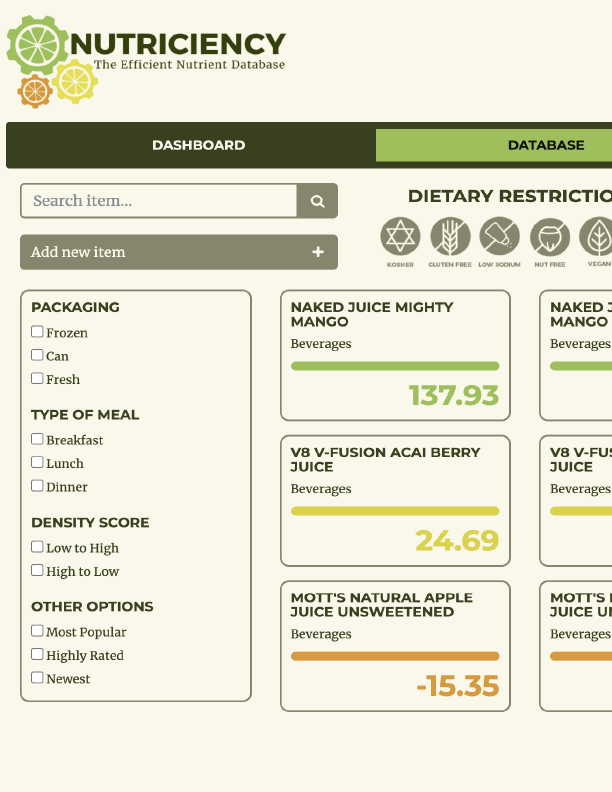 NUTRICIENCY
The Efficient Nutrient Database
DASHBOARD
DATABASE
Search item...
Add new item +
DIETARY RESTRICTIO
KOSHER
GLUTEN FREE
LOW SODIUM
NUT FREE
VEGAN
PACKAGING
Frozen
Can
Fresh
TYPE OF MEAL
Breakfast
Lunch
Dinner
DENSITY SCORE
Low to High
High to Low
OTHER OPTIONS
Most Popular
Highly Rated
Newest
NAKED JUICE MIGHTY
MANGO
Beverages
137.93
NAKED J
MANGO
Beverages
V8 V-FUSION ACAI BERRY
JUICE
Beverages
24.69
V8 V-FUS
JUICE
Beverages
MOTT'S NATURAL APPLE
JUICE UNSWEETENED
Beverages
-15.35
MOTT'S N
JUICE UN
Beverages